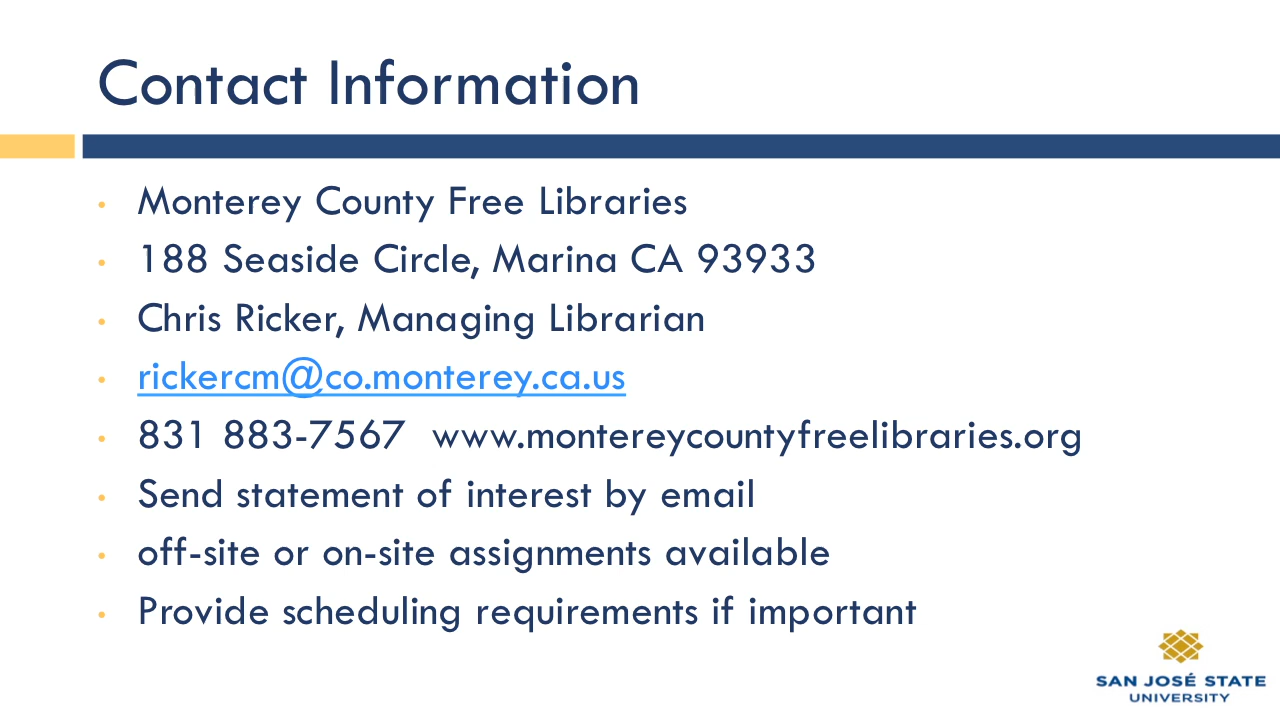 Contact Information
• Monterey County Free Libraries
• 188 Seaside Circle, Marina CA 93933
• Chris Ricker, Managing Librarian
• rickercm@co.monterey.ca.us
• 831 883-7567  www.montereycountyfreelibraries.org
• Send statement of interest by email
• off-site or on-site assignments available
• Provide scheduling requirements if important
SAN JOSÉ STATE
UNIVERSITY